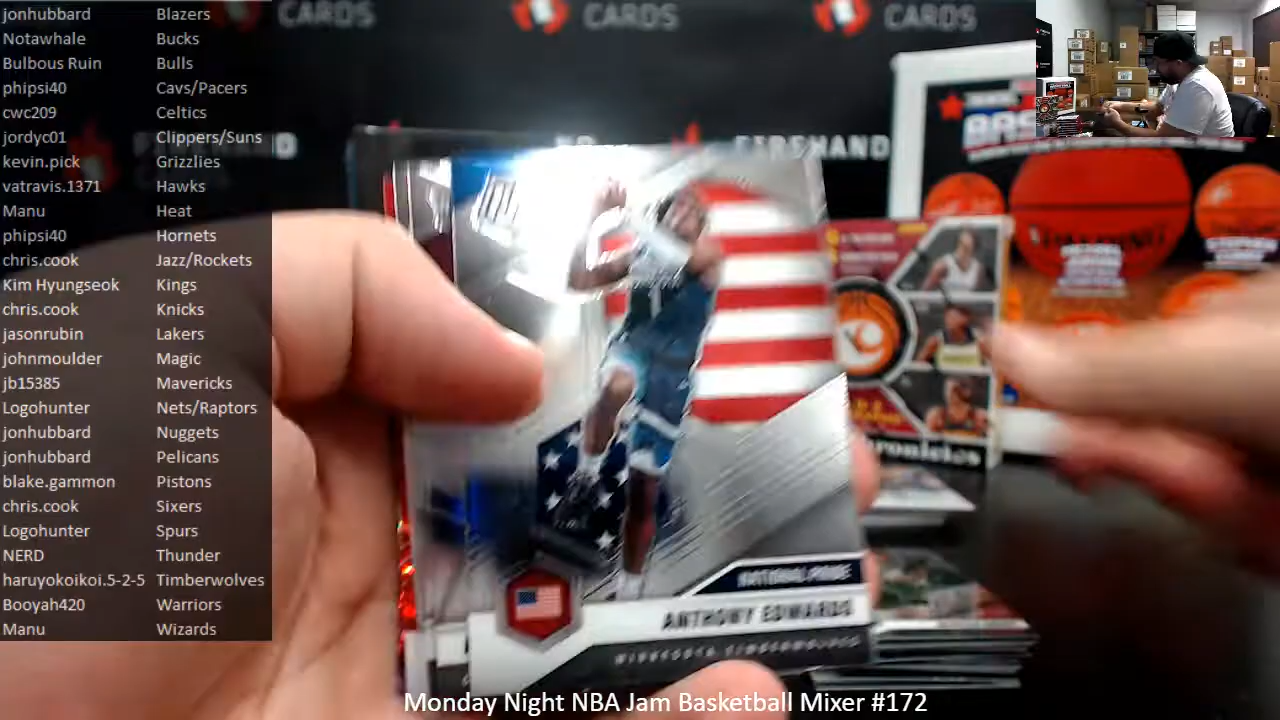 jonhubbard Blazers
Notawhale Bucks
Bulbous Ruin Bulls
phipsi40 Cavs/Pacers
cwc209 Celtics
jordyc01 Clippers/Suns
kevin.pick Grizzlies
vatravis.1371 Hawks
Manu Heat
phipsi40 Hornets
chris.cook Jazz/Rockets
Kim Hyungseok Kings
chris.cook Knicks
jasonrubin Lakers
johnmoulder Magic
jb15385 Mavericks
Logohunter Nets/Raptors
jonhubbard Nuggets
jonhubbard Pelicans
blake.gammon Pistons
chris.cook Sixers
Logohunter Spurs
NERD Thunder
haruyokoikoi.5-2-5 Timberwolves
Booyah420 Warriors
Manu Wizards
CARDS
CARDS
CARDS
FIREHAND
NATIONAL PRIDE
ANTHONY EDWARDS
MINNESOTA TIMBERWOLVES
Monday Night NBA Jam Basketball Mixer #172